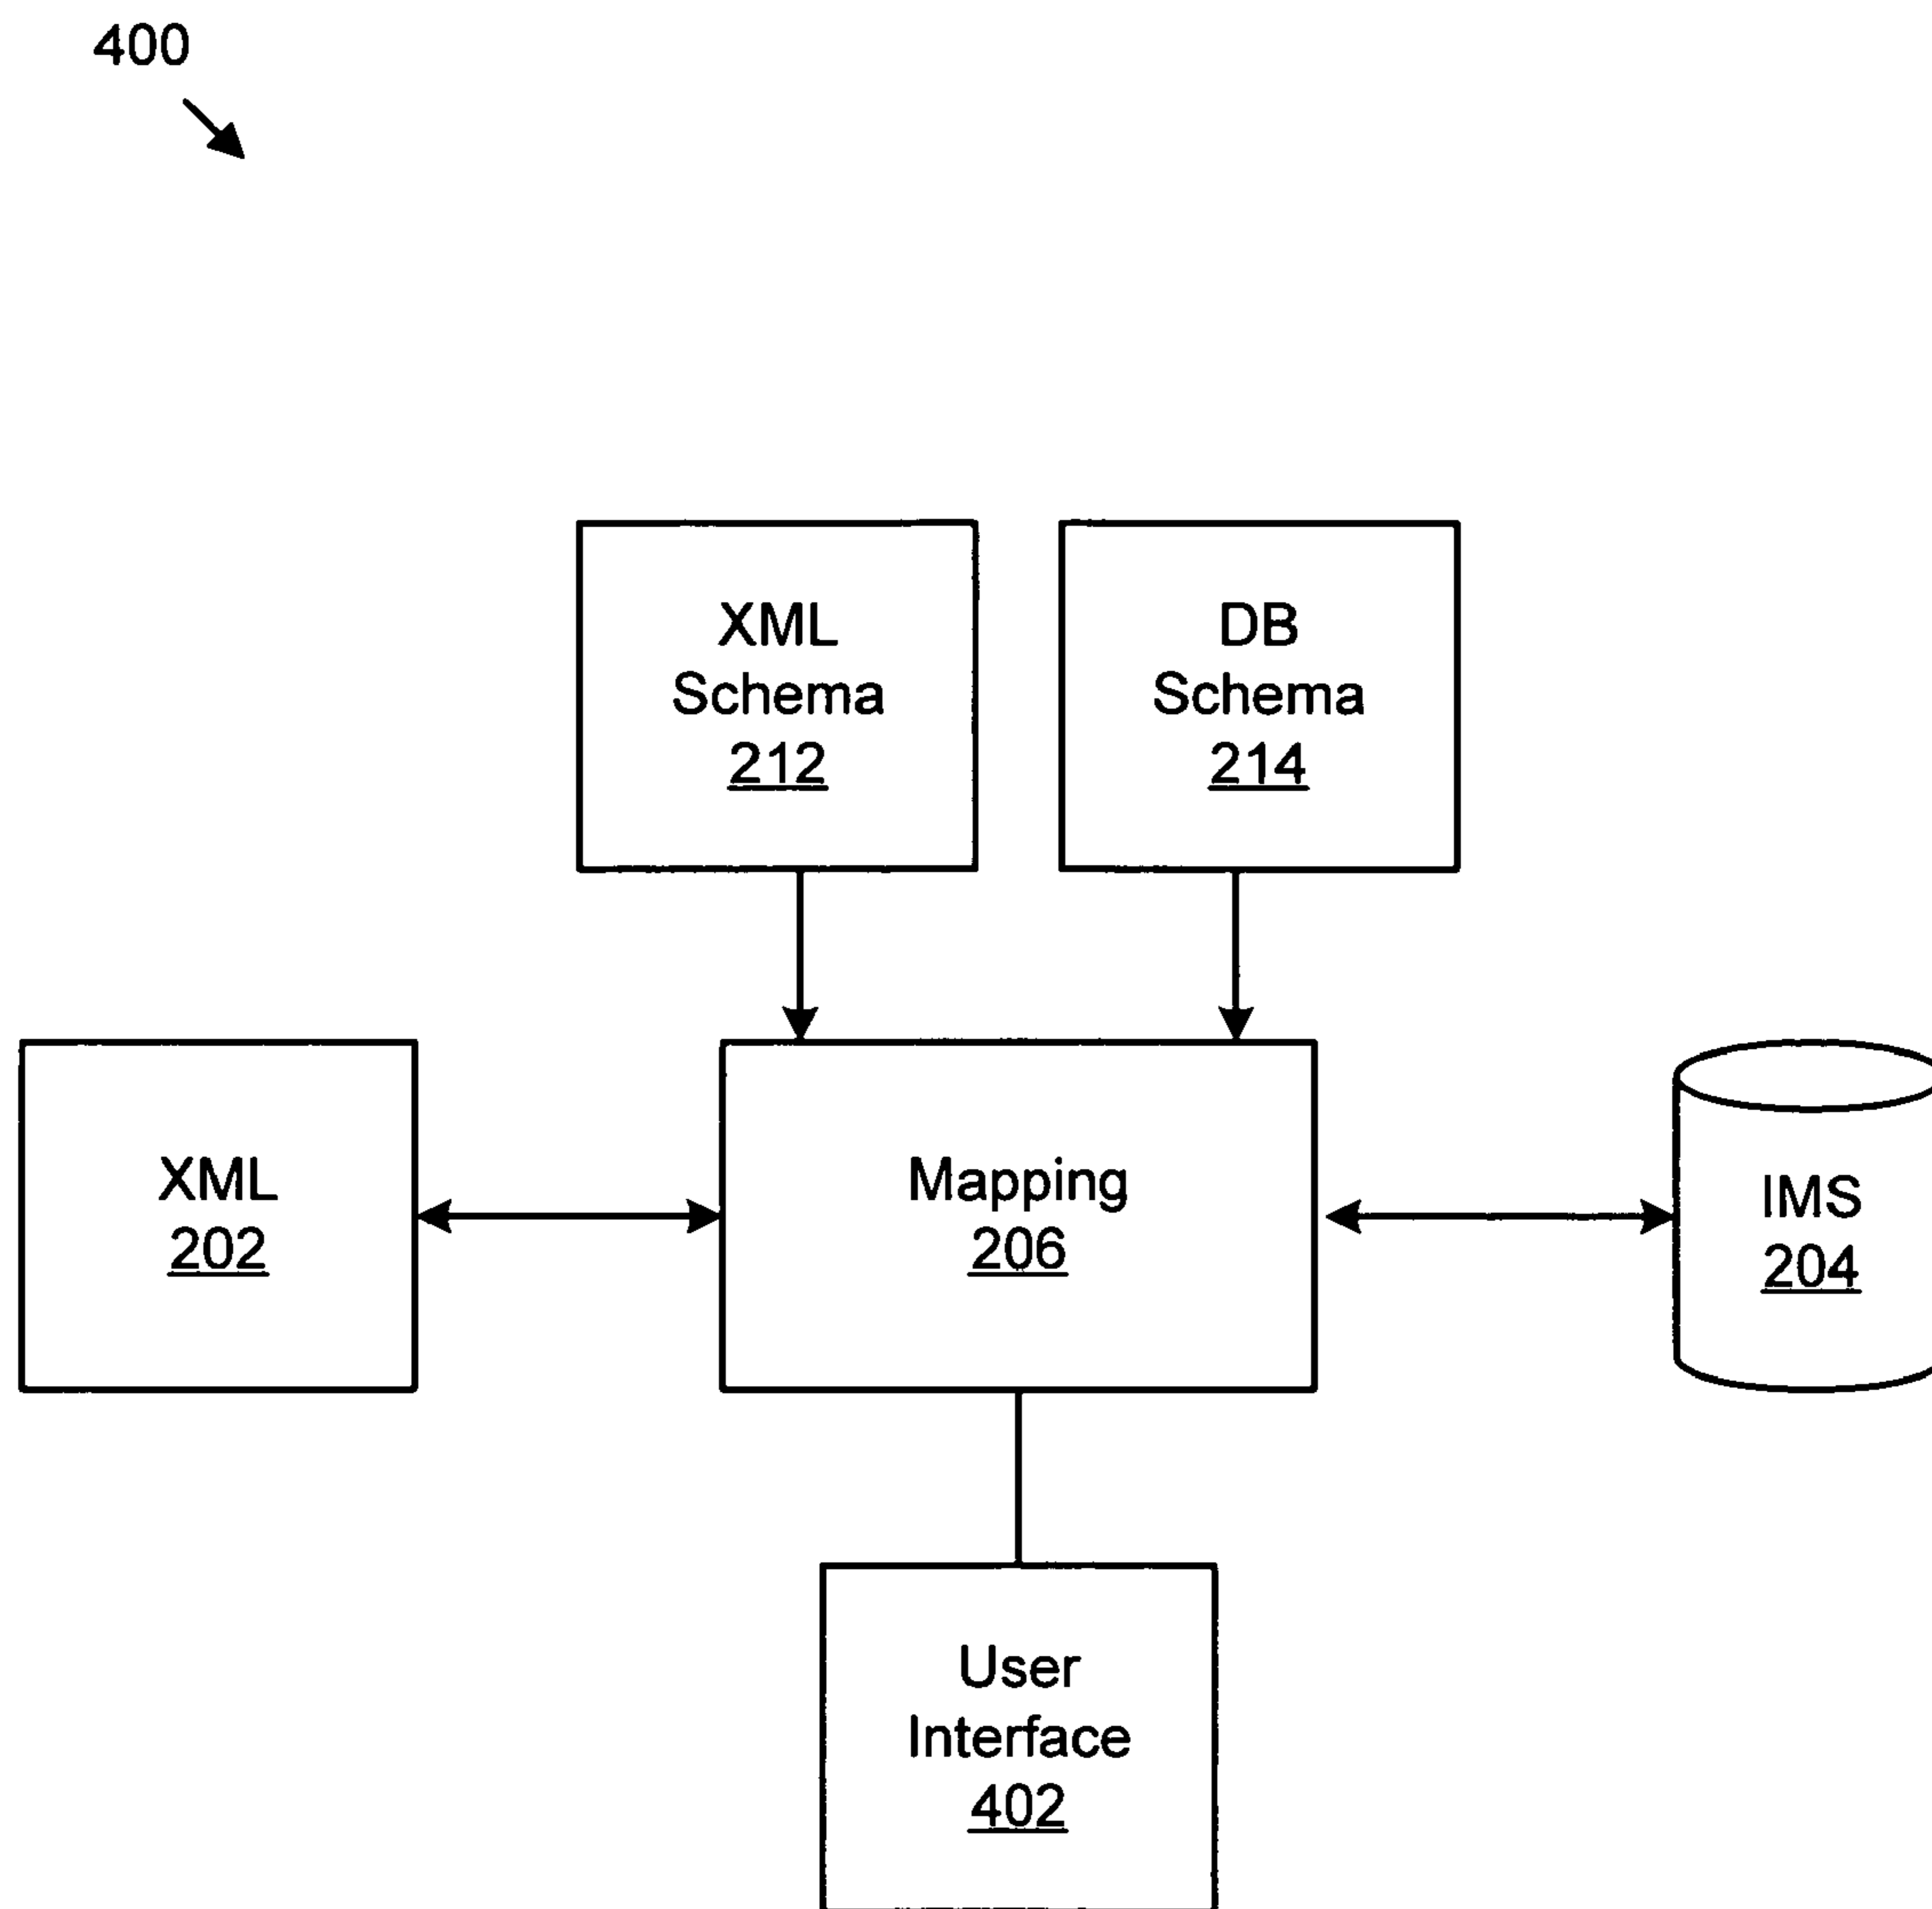 400
XML
Schema
212
DB
Schema
214
XML
202
Mapping
206
IMS
204
User
Interface
402